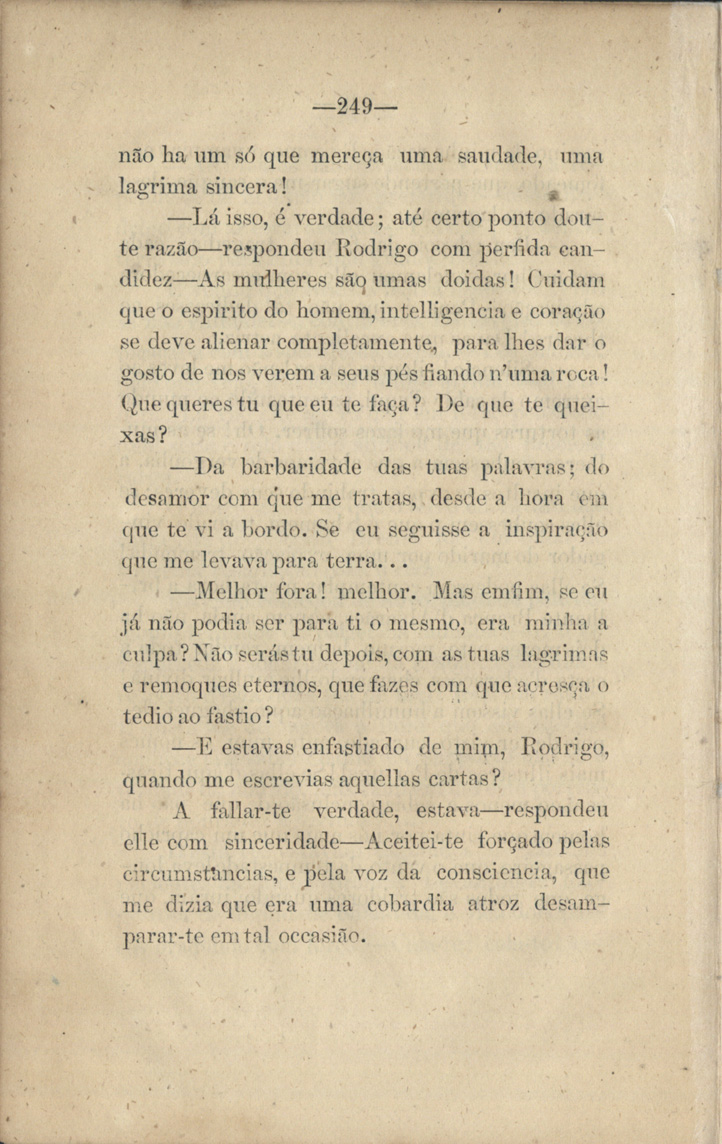 —249—
não ha um só que mereça uma saudade, uma
lagrima sincera!
—Lá isso, é verdade; até certo ponto dou-
te razão—respondeu Rodrigo com perfida can-
didez—As mulheres são umas doidas! Cuidam
que o espirito do homem, intelligencia e coração
se deve alienar completamente, para lhes dar o
gosto de nos verem a seus pés fiando n'uma roca!
Que queres tu que eu te faça? De que te quei-
xas?
—Da barbaridade das tuas palavras; do
desamor com que me tratas, desde a hora em
que te vi a bordo. Se eu seguisse a inspiração
que me levava para terra...
—Melhor fora! melhor. Mas emfim, se eu
já não podia ser para ti o mesmo, era minha a
culpa? Não serás tu depois, com as tuas lagrimas
e remoques eternos, que fazes com que acresça o
tedio ao fastio?
—E estavas enfastiado de mim, Rodrigo,
quando me escrevias aquellas cartas?
A fallar-te verdade, estava—respondeu
elle com sinceridade—Aceitei-te forçado pelas
circumstancias, e pela voz da consciencia, que
me dizia que era uma cobardia atroz desam-
parar-te em tal occasião.